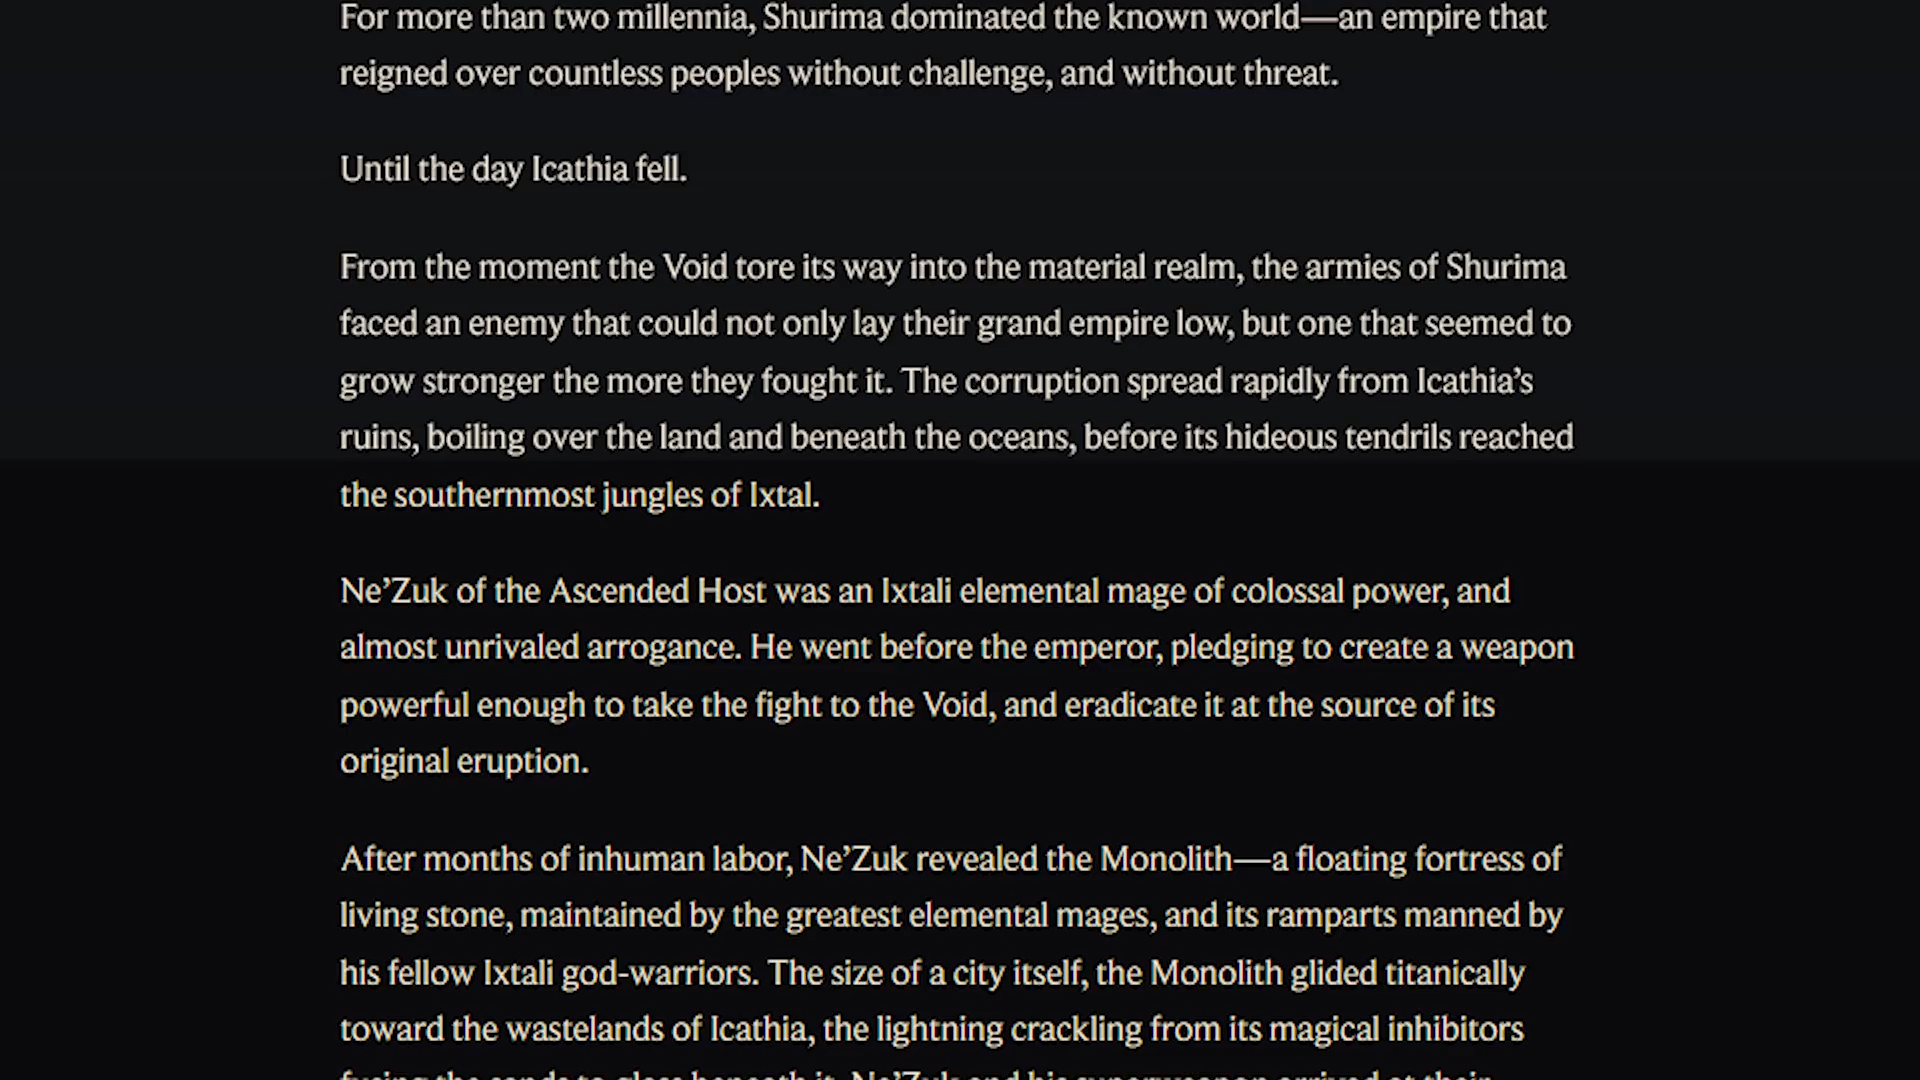 For more than two millennia, Shurima dominated the known world—an empire that
reigned over countless peoples without challenge, and without threat.
Until the day Icathia fell.
From the moment the Void tore its way into the material realm, the armies of Shurima
faced an enemy that could not only lay their grand empire low, but one that seemed to
grow stronger the more they fought it. The corruption spread rapidly from Icathia’s
ruins, boiling over the land and beneath the oceans, before its hideous tendrils reached
the southernmost jungles of Ixtal.
Ne’Zuk of the Ascended Host was an Ixtali elemental mage of colossal power, and
almost unrivaled arrogance. He went before the emperor, pledging to create a weapon
powerful enough to take the fight to the Void, and eradicate it at the source of its
original eruption.
After months of inhuman labor, Ne’Zuk revealed the Monolith—a floating fortress of
living stone, maintained by the greatest elemental mages, and its ramparts manned by
his fellow Ixtali god-warriors. The size of a city itself, the Monolith glided titanically
toward the wastelands of Icathia, the lightning crackling from its magical inhibitors